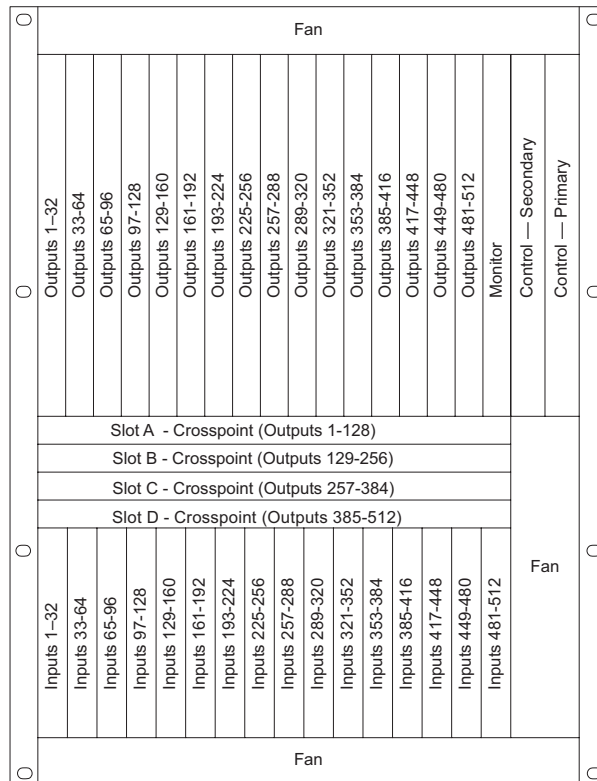 Fan
Outputs 1–32
Outputs 33-64
Outputs 65-96
Outputs 97-128
Outputs 129-160
Outputs 161-192
Outputs 193-224
Outputs 225-256
Outputs 257-288
Outputs 289-320
Outputs 321-352
Outputs 353-384
Outputs 385-416
Outputs 417-448
Outputs 449-480
Outputs 481-512
Monitor
Control — Secondary
Control — Primary
Slot A - Crosspoint (Outputs 1-128)
Slot B - Crosspoint (Outputs 129-256)
Slot C - Crosspoint (Outputs 257-384)
Slot D - Crosspoint (Outputs 385-512)
Inputs 1–32
Inputs 33-64
Inputs 65-96
Inputs 97-128
Inputs 129-160
Inputs 161-192
Inputs 193-224
Inputs 225-256
Inputs 257-288
Inputs 289-320
Inputs 321-352
Inputs 353-384
Inputs 385-416
Inputs 417-448
Inputs 449-480
Inputs 481-512
Fan
Fan